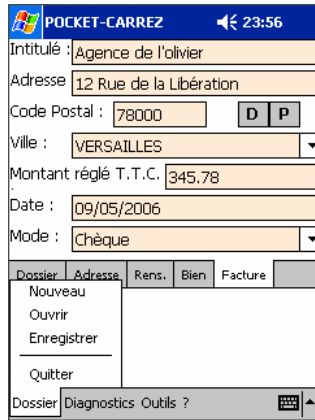 POCKET-CARREZ 23:56
Intitulé : Agence de l'olivier
Adresse 12 Rue de la Libération
Code Postal : 78000 D P
Ville : VERSAILLES
Montant réglé T.T.C. 345.78
:
Date : 09/05/2006
Mode : Chèque
Dossier Adresse Rens. Bien Facture
Nouveau
Ouvrir
Enregistrer
Quitter
Dossier Diagnostics Outils ?